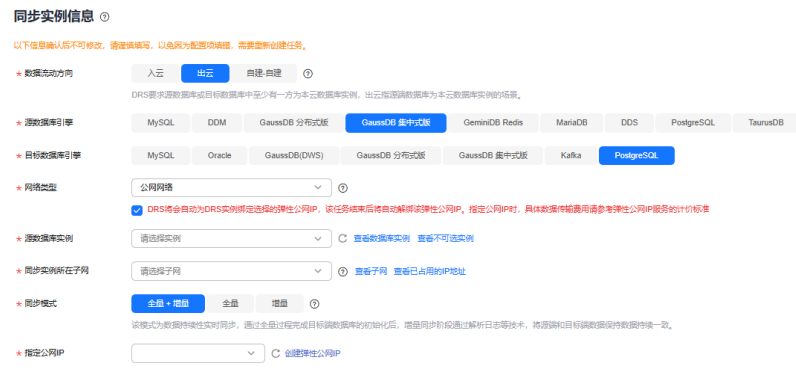 同步实例信息
以下信息确认后不可修改，请谨慎填写，以免因为配置项填错，需要重新创建任务。
* 数据流动方向 入云 出云 自建-自建
DRS要求源数据库或目标数据库中至少有一方为本云数据库实例，出云指源端数据库为本云数据库实例的场景。
* 源数据库引擎 MySQL DDM GaussDB 分布式版 GaussDB 集中式版 GeminiDB Redis MariaDB DDS PostgreSQL TaurusDB
* 目标数据库引擎 MySQL Oracle GaussDB(DWS) GaussDB 分布式版 GaussDB 集中式版 Kafka PostgreSQL
* 网络类型 公网网络
DRS将会自动为DRS实例绑定选择的弹性公网IP，该任务结束后将自动解绑该弹性公网IP。指定公网IP时，具体数据传输费用请参考弹性公网IP服务的计价标准
* 源数据库实例 请选择实例 查看数据库实例 查看不可选实例
* 同步实例所在子网 请选择子网 查看子网 查看已占用的IP地址
* 同步模式 全量+增量 全量 增量
该模式为数据持续性实时同步，通过全量过程完成目标端数据库的初始化后，增量同步阶段通过解析日志等技术，将源端和目标端数据保持数据持续一致。
* 指定公网IP 创建弹性公网IP